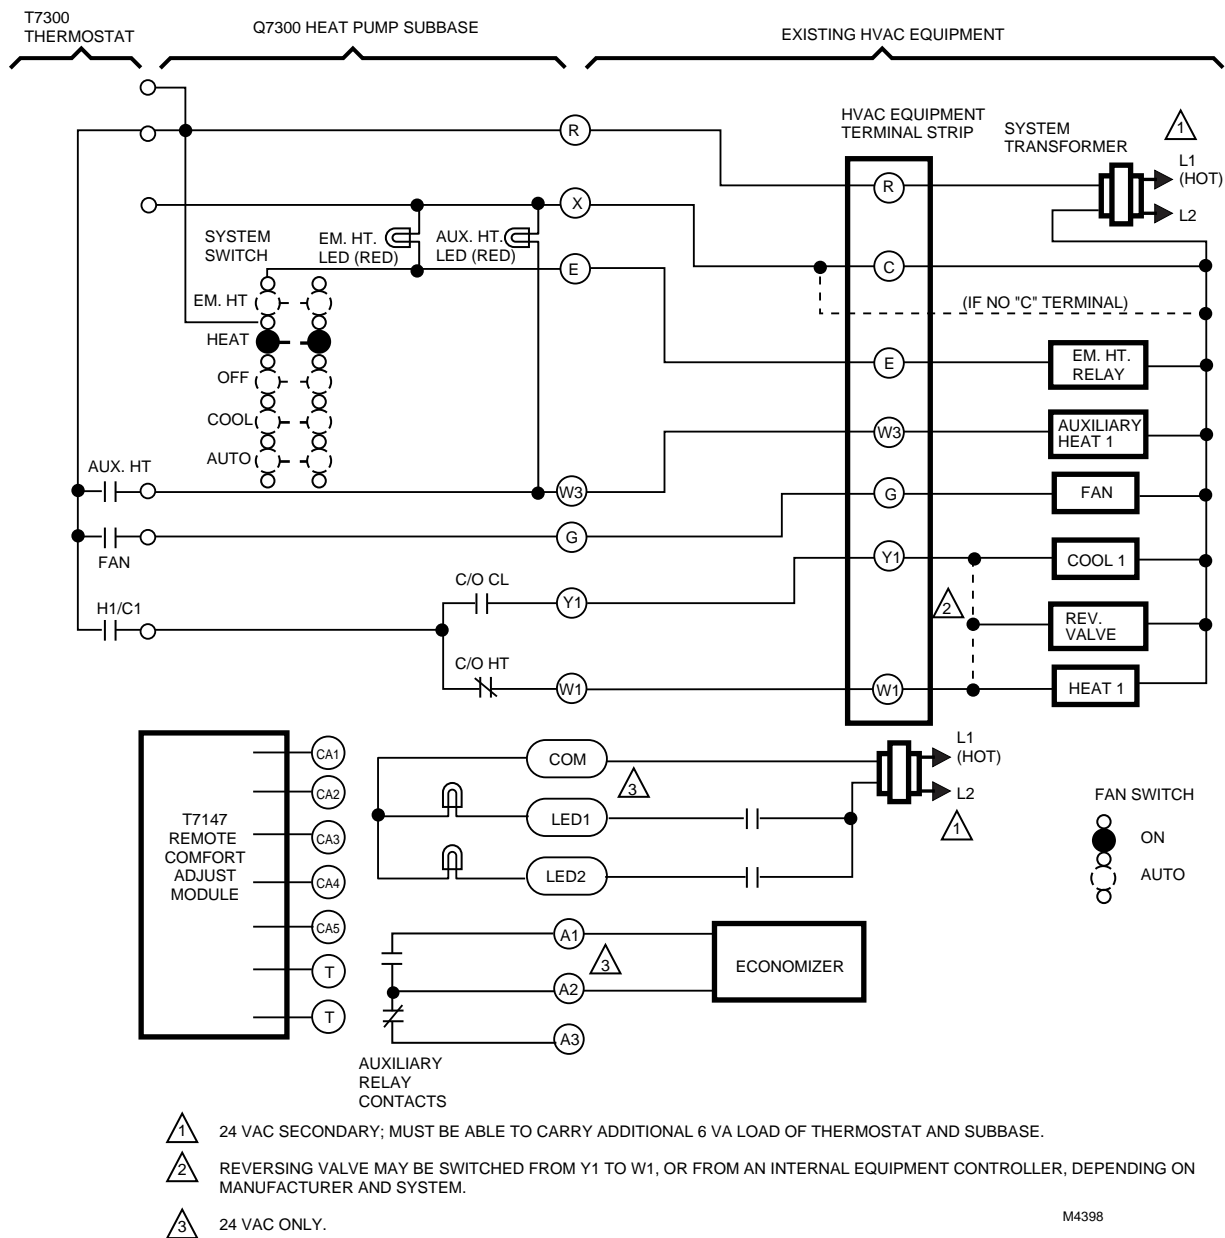 T7300
THERMOSTAT
Q7300 HEAT PUMP SUBBASE
EXISTING HVAC EQUIPMENT
HVAC EQUIPMENT
TERMINAL STRIP
SYSTEM
TRANSFORMER
1
L1
(HOT)
L2
R
R
X
SYSTEM
SWITCH
EM. HT.
LED (RED)
AUX. HT.
LED (RED)
E
C
(IF NO "C" TERMINAL)
EM. HT
HEAT
OFF
COOL
AUTO
E
EM. HT.
RELAY
W3
AUXILIARY
HEAT 1
AUX. HT
W3
G
FAN
FAN
G
Y1
COOL 1
C/O CL
Y1
2
REV.
VALVE
H1/C1
C/O HT
W1
W1
HEAT 1
T7147
REMOTE
COMFORT
ADJUST
MODULE
CA1
CA2
CA3
CA4
CA5
T
T
COM
3
LED1
LED2
L1
(HOT)
L2
1
FAN SWITCH
ON
AUTO
A1
3
A2
A3
ECONOMIZER
AUXILIARY
RELAY
CONTACTS
1 24 VAC SECONDARY; MUST BE ABLE TO CARRY ADDITIONAL 6 VA LOAD OF THERMOSTAT AND SUBBASE.
2 REVERSING VALVE MAY BE SWITCHED FROM Y1 TO W1, OR FROM AN INTERNAL EQUIPMENT CONTROLLER, DEPENDING ON
MANUFACTURER AND SYSTEM.
3 24 VAC ONLY.
M4398